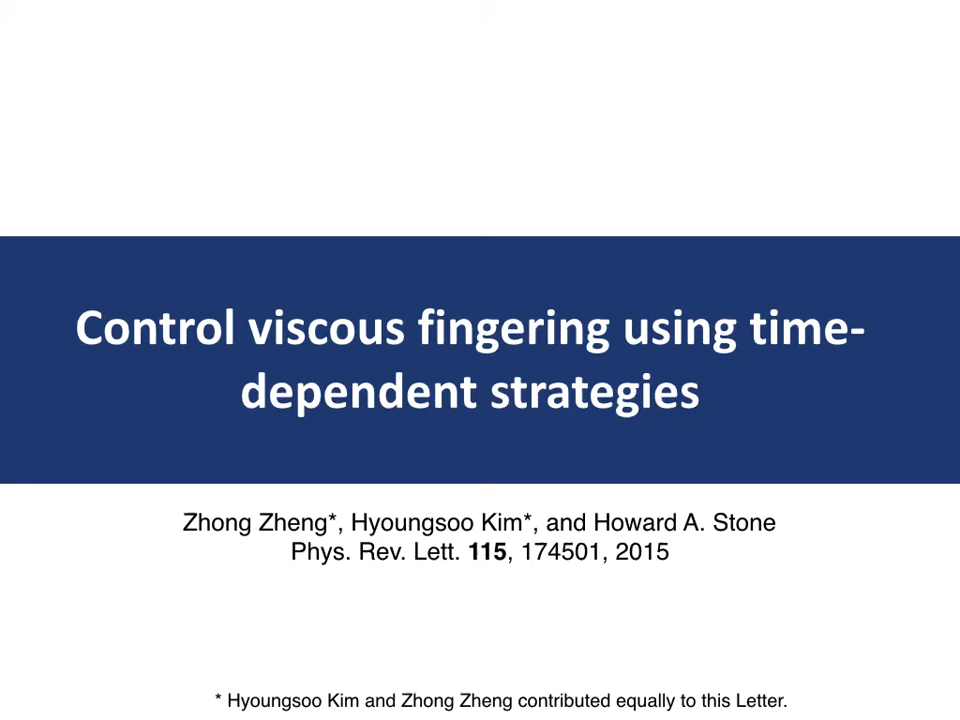 Control viscous fingering using time-
dependent strategies
Zhong Zheng*, Hyoungsoo Kim*, and Howard A. Stone
Phys. Rev. Lett. 115, 174501, 2015
* Hyoungsoo Kim and Zhong Zheng contributed equally to this Letter.